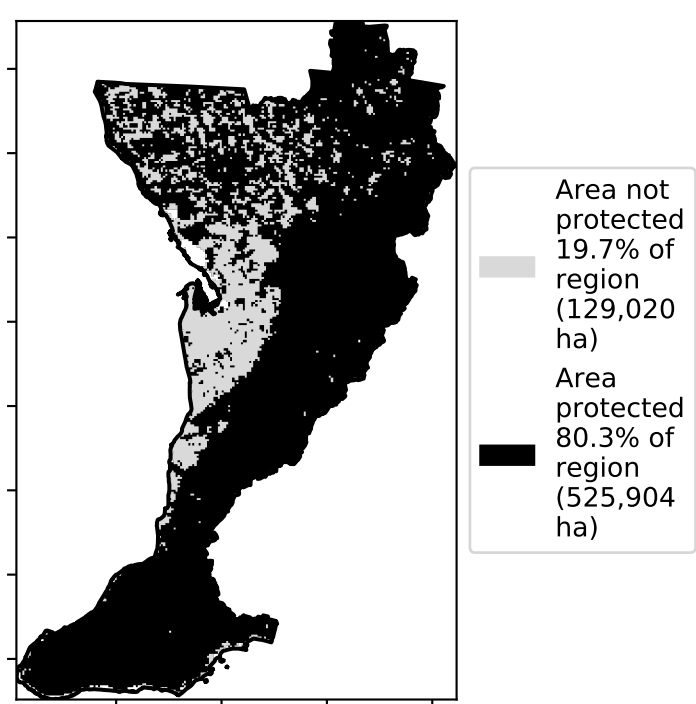 Area not
protected
19.7% of
region
(129,020
ha)
Area
protected
80.3% of
region
(525,904
ha)